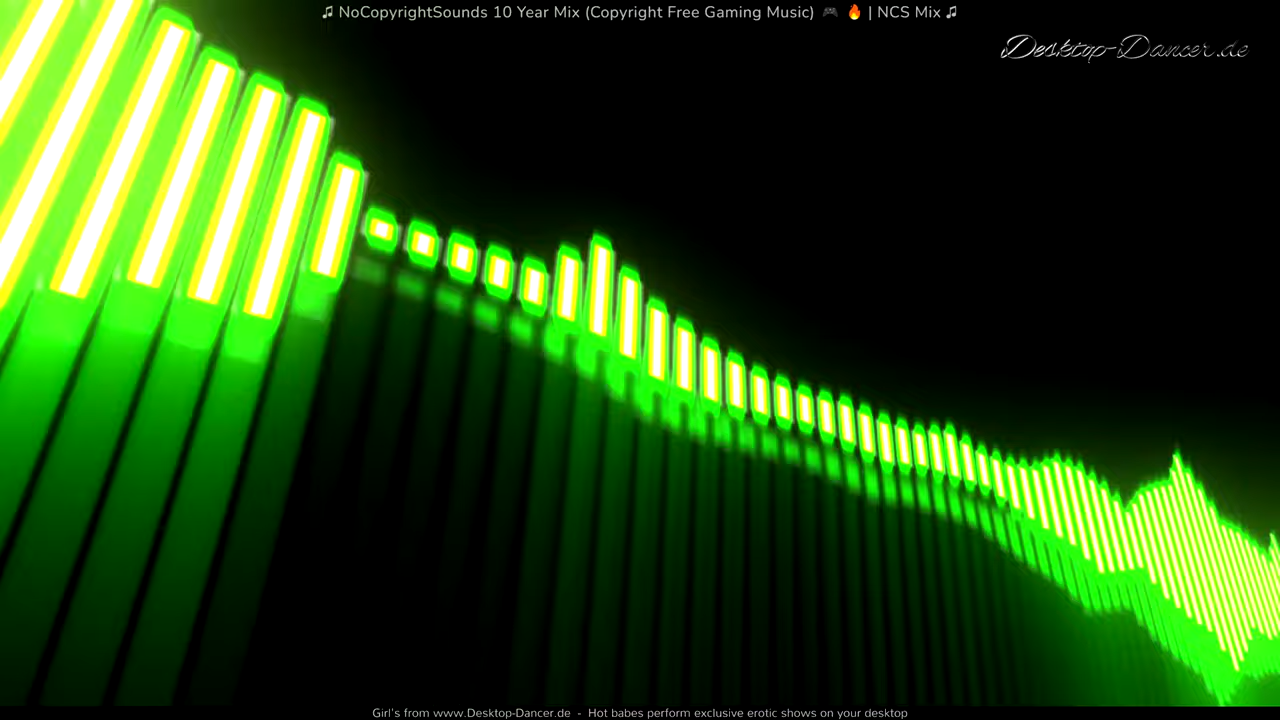 ♫ NoCopyrightSounds 10 Year Mix (Copyright Free Gaming Music) 🎮 🔥 | NCS Mix ♫
Desktop-Dancer.de
Girl's from www.Desktop-Dancer.de - Hot babes perform exclusive erotic shows on your desktop